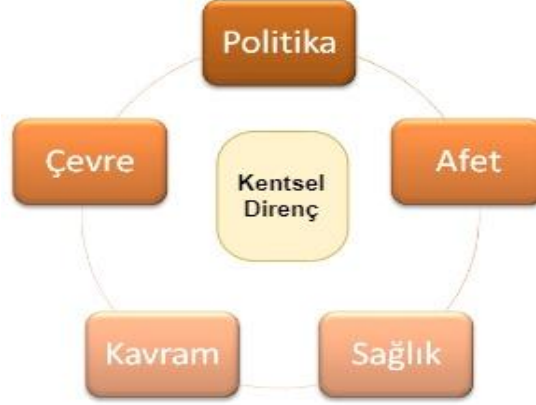 Politika
Çevre
Afet
Kentsel
Direnç
Kavram
Sağlık